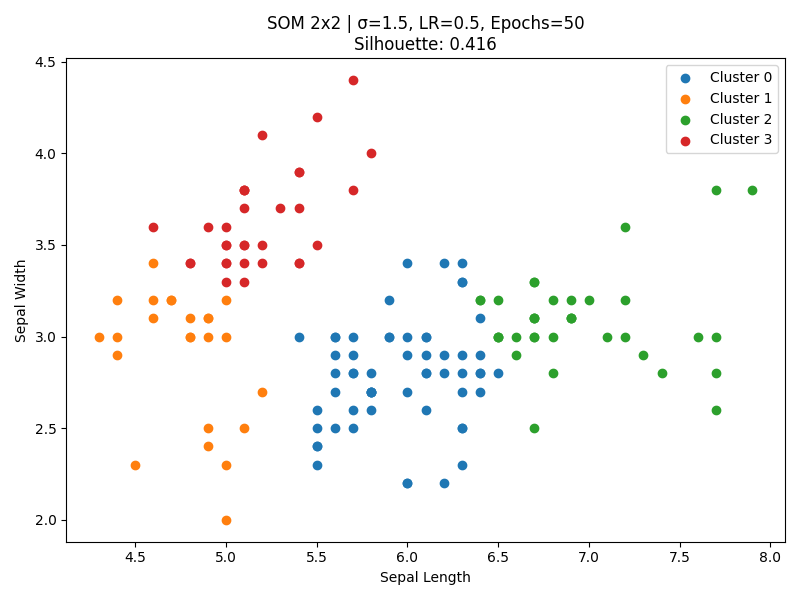 SOM 2x2 | σ=1.5, LR=0.5, Epochs=50
Silhouette: 0.416
Cluster 0
Cluster 1
Cluster 2
Cluster 3
4.5
4.0
3.5
3.0
2.5
2.0
Sepal Width
4.5 5.0 5.5 6.0 6.5 7.0 7.5 8.0
Sepal Length